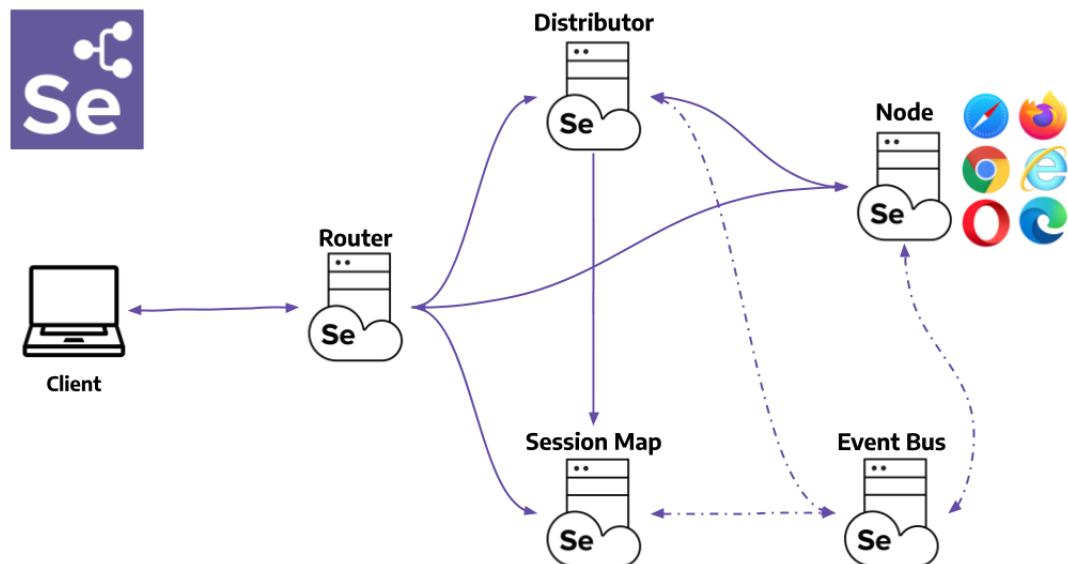 Se
Distributor
Se
Node
Se
Router
Se
Client
Session Map
Se
Event Bus
Se